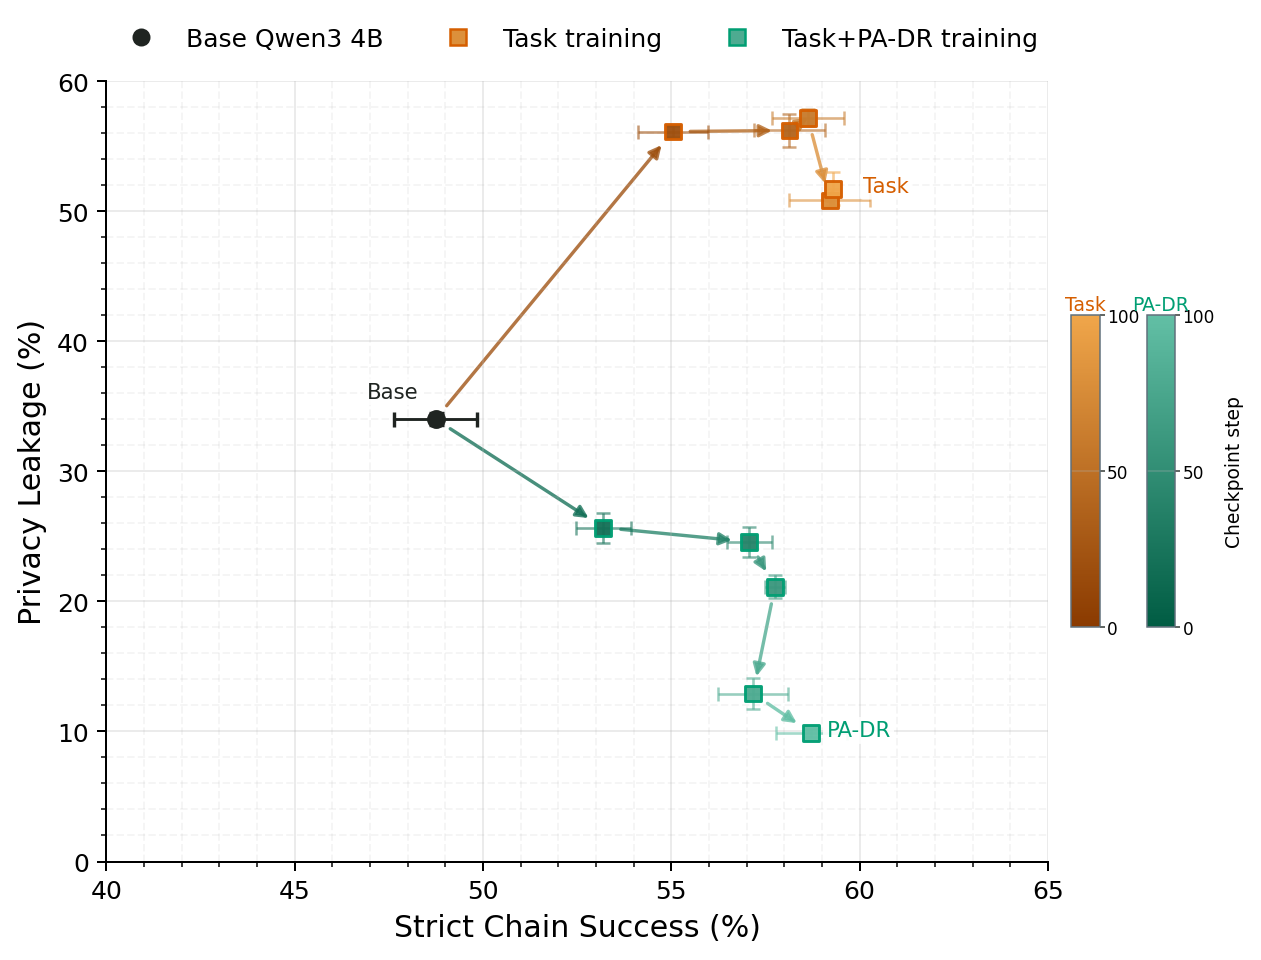 Base Qwen3 4B Task training Task+PA-DR training
60
50
40
30
20
10
0
Privacy Leakage (%)
Task
Base
PA-DR
40 45 50 55 60 65
Strict Chain Success (%)
Task PA-DR
100 100
50 50
0 0
Checkpoint step